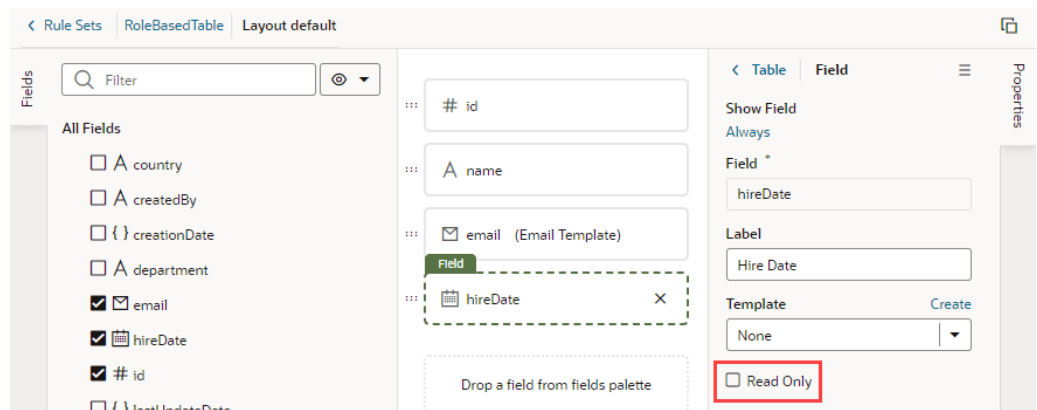 Rule Sets
RoleBasedTable
Layout default
Fields
Filter
All Fields
A country
A createdBy
{ } creationDate
A department
email
hireDate
# id
{ } lastUpdateDate
# id
A name
email (Email Template)
Field
hireDate
Drop a field from fields palette
Table
Field
Show Field
Always
Field *
hireDate
Label
Hire Date
Template
Create
None
Read Only
Properties